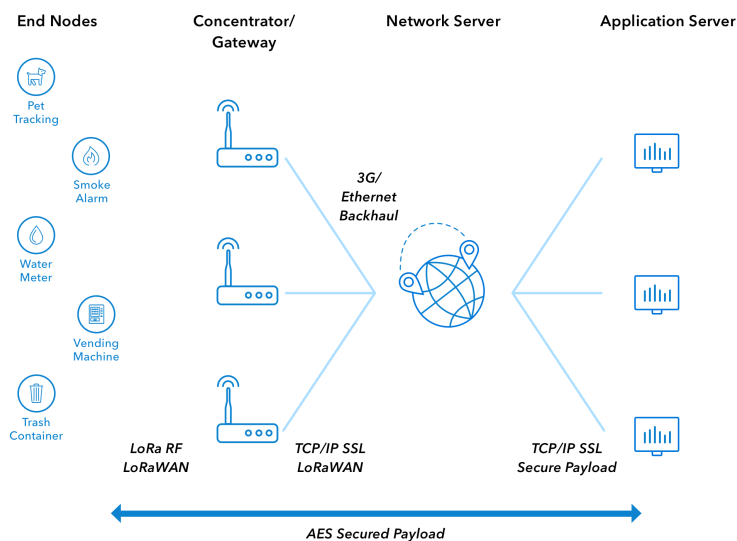 End Nodes
Concentrator/
Gateway
Network Server
Application Server
Pet
Tracking
Smoke
Alarm
Water
Meter
Vending
Machine
Trash
Container
3G/
Ethernet
Backhaul
LoRa RF
LoRaWAN
TCP/IP SSL
LoRaWAN
TCP/IP SSL
Secure Payload
AES Secured Payload